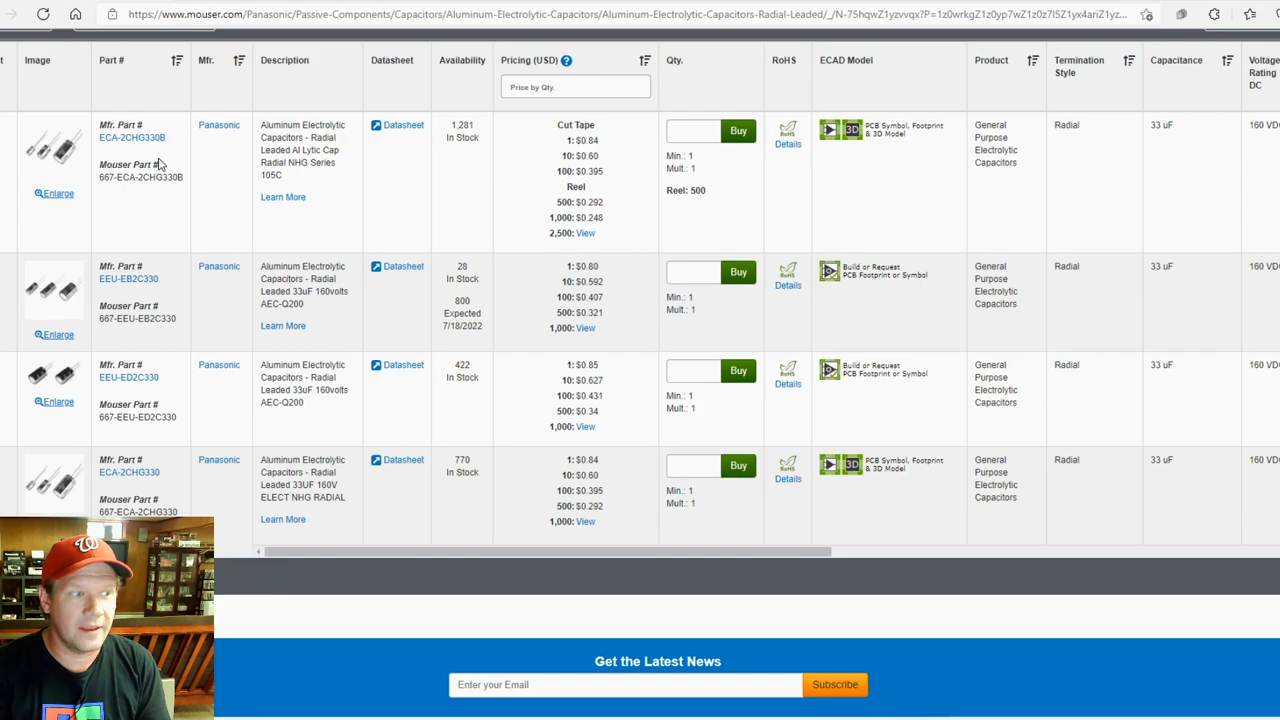 https://www.mouser.com/Panasonic/Passive-Components/Capacitors/Aluminum-Electrolytic-Capacitors/Aluminum-Electrolytic-Capacitors-Radial-Leaded/_/N-75hqwZ1yzvvqx?P=1z0wrkgZ1z0yp7wZ1z0z7l5Z1yx4ariZ1yz...
Image Part # Mfr. Description Datasheet Availability Pricing (USD) Qty. RoHS ECAD Model Product Termination Style Capacitance Voltage Rating DC
Price by Qty.
Mfr. Part #
ECA-2CHG330B
Mouser Part #
667-ECA-2CHG330B
Enlarge
Panasonic
Aluminum Electrolytic
Capacitors - Radial
Leaded Al Lytic Cap
Radial NHG Series
105C
Learn More
Datasheet
1,281
In Stock
Cut Tape
1: $0.84
10: $0.60
100: $0.395
Reel
500: $0.292
1,000: $0.248
2,500: View
Buy
Min.: 1
Mult.: 1
Reel: 500
RoHS
Details
3D
PCB Symbol, Footprint
& 3D Model
General
Purpose
Electrolytic
Capacitors
Radial
33 uF
160 VD
Mfr. Part #
EEU-EB2C330
Mouser Part #
667-EEU-EB2C330
Enlarge
Panasonic
Aluminum Electrolytic
Capacitors - Radial
Leaded 33uF 160volts
AEC-Q200
Learn More
Datasheet
28
In Stock
800
Expected
7/18/2022
1: $0.80
10: $0.592
100: $0.407
500: $0.321
1,000: View
Buy
Min.: 1
Mult.: 1
RoHS
Details
Build or Request
PCB Footprint or Symbol
General
Purpose
Electrolytic
Capacitors
Radial
33 uF
160 VD
Mfr. Part #
EEU-ED2C330
Mouser Part #
667-EEU-ED2C330
Enlarge
Panasonic
Aluminum Electrolytic
Capacitors - Radial
Leaded 33uF 160volts
AEC-Q200
Datasheet
422
In Stock
1: $0.85
10: $0.627
100: $0.431
500: $0.34
1,000: View
Buy
Min.: 1
Mult.: 1
RoHS
Details
Build or Request
PCB Footprint or Symbol
General
Purpose
Electrolytic
Capacitors
Radial
33 uF
160 VD
Mfr. Part #
ECA-2CHG330
Mouser Part #
667-ECA-2CHG330
Panasonic
Aluminum Electrolytic
Capacitors - Radial
Leaded 33UF 160V
ELECT NHG RADIAL
Learn More
Datasheet
770
In Stock
1: $0.84
10: $0.60
100: $0.395
500: $0.292
1,000: View
Buy
Min.: 1
Mult.: 1
RoHS
Details
3D
PCB Symbol, Footprint
& 3D Model
General
Purpose
Electrolytic
Capacitors
Radial
33 uF
160 VD
W
Get the Latest News
Enter your Email
Subscribe